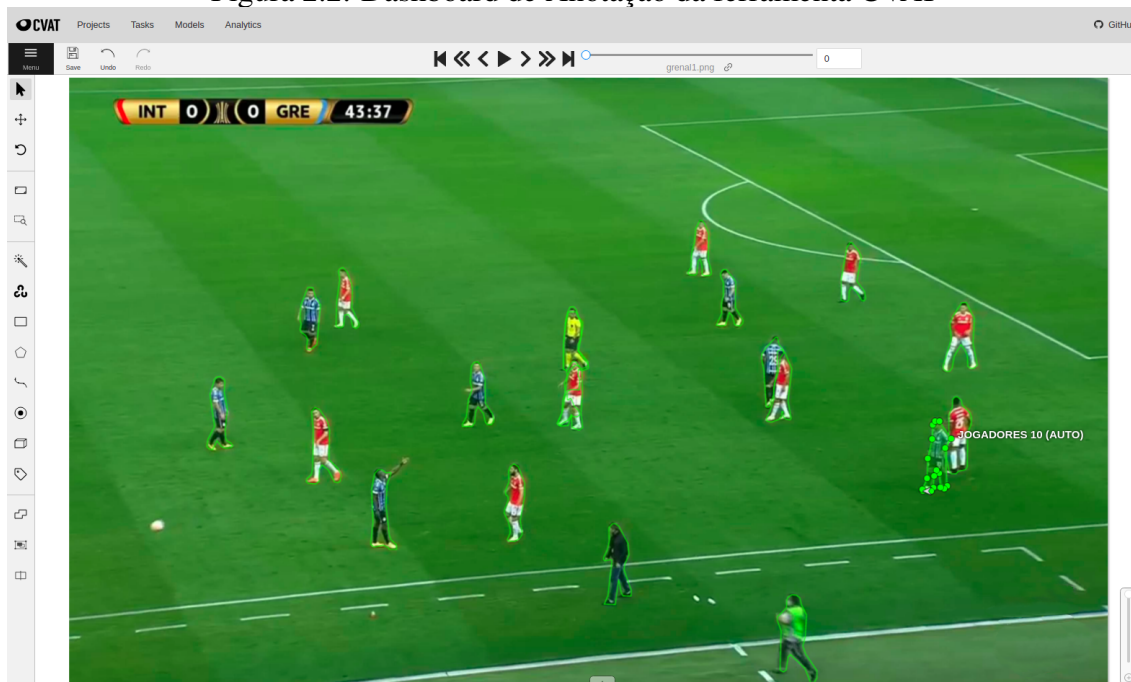 Figura 2.2: Dashboard de Anotação da ferramenta CVAT
CVAT Projects Tasks Models Analytics GitHu
Menu Save Undo Redo 0
grenal1.png
INT 0 0 GRE 43:37
JOGADORES 10 (AUTO)